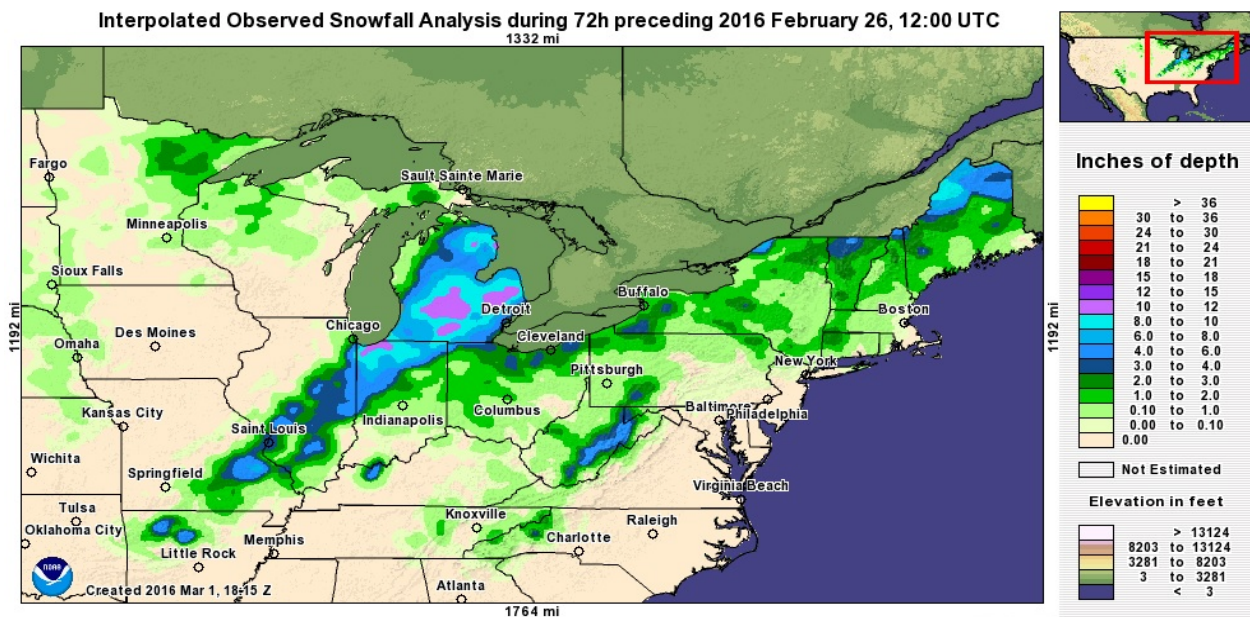 Interpolated Observed Snowfall Analysis during 72h preceding 2016 February 26, 12:00 UTC
1332 mi
1192 mi
Fargo
Sault Sainte Marie
Minneapolis
Sioux Falls
Buffalo
Detroit
Boston
Chicago
Cleveland
Des Moines
Omaha
New York
Pittsburgh
Kansas City
Indianapolis
Columbus
Baltimore
Philadelphia
Saint Louis
Wichita
Springfield
Virginia Beach
Tulsa
Knoxville
Raleigh
Oklahoma City
Memphis
Charlotte
Little Rock
Atlanta
NOAA
Created 2016 Mar 1, 18:15 Z
1764 mi
1192 mi
Inches of depth
> 36
30 to 36
24 to 30
21 to 24
18 to 21
15 to 18
12 to 15
10 to 12
8.0 to 10
6.0 to 8.0
4.0 to 6.0
3.0 to 4.0
2.0 to 3.0
1.0 to 2.0
0.10 to 1.0
0.00 to 0.10
0.00
Not Estimated
Elevation in feet
> 13124
8203 to 13124
3281 to 8203
3 to 3281
< 3